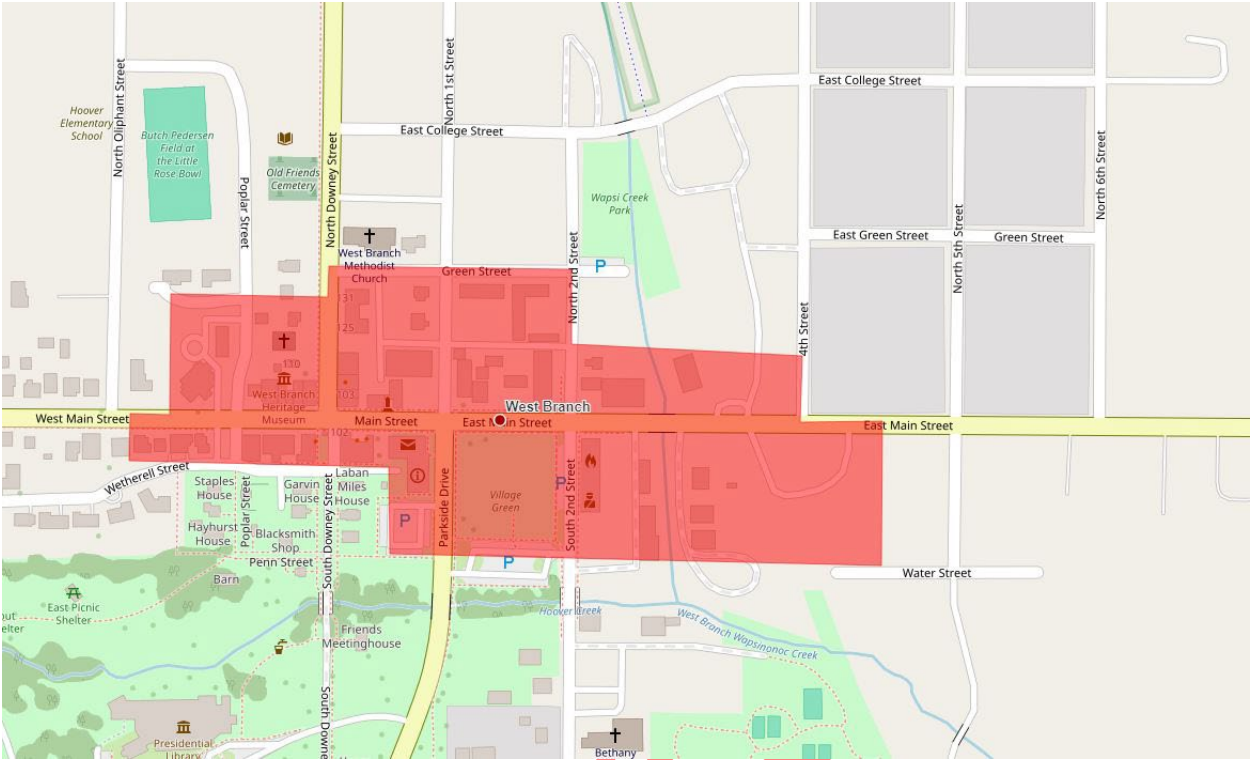 North Oliphant Street
Hoover
Elementary
School
Butch Pedersen
Field at
the Little
Rose Bowl
Poplar Street
Old Friends
Cemetery
North Downey Street
North 1st Street
East College Street
East College Street
North 6th Street
Wapsi Creek
Park
North 2nd Street
P
East Green Street
Green Street
North 5th Street
4th Street
West Branch
Methodist
Church
Green Street
131
125
110
103
102
West Branch
Heritage
Museum
West Main Street
Main Street
West Branch
East Main Street
East Main Street
Wetherell Street
Staples
House
Garvin
House
Laban
Miles
House
Village
Green
P
P
P
Parkside Drive
South 2nd Street
Poplar Street
South Downey Street
Hayhurst
House
Blacksmith
Shop
Penn Street
Barn
Water Street
East Picnic
Shelter
Friends
Meetinghouse
Hoover Creek
West Branch Wapsinonoc Creek
South Downe
Presidential
Library
Bethany